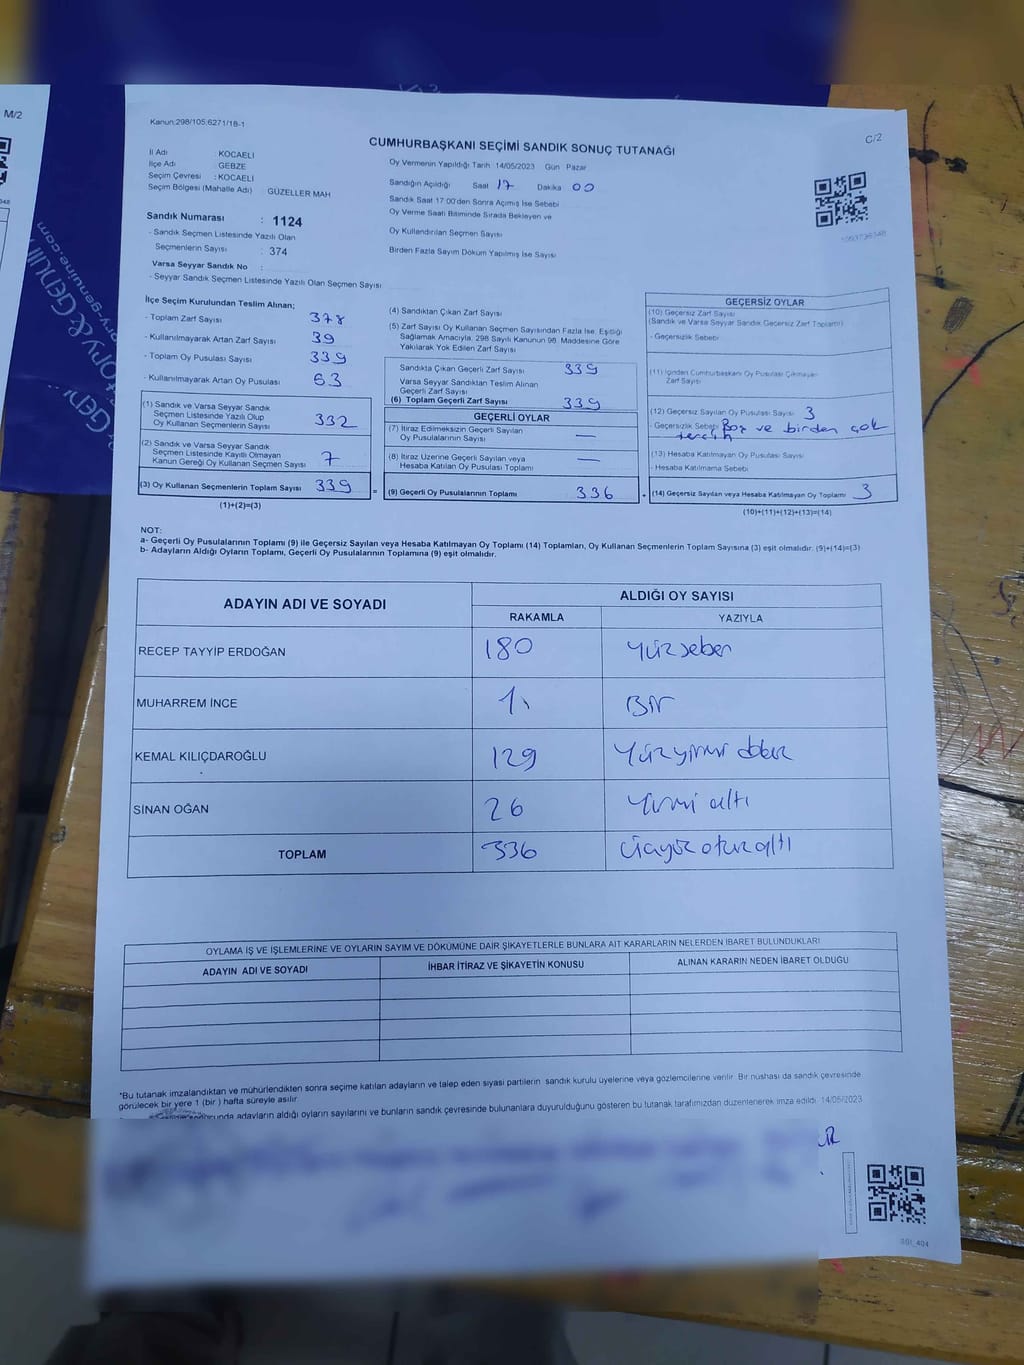 M/2
Kanun:298/105,6271/18-1
C/2
CUMHURBAŞKANI SEÇİMİ SANDIK SONUÇ TUTANAĞI
İl Adı : KOCAELİ
İlçe Adı : GEBZE
Seçim Çevresi : KOCAELİ
Seçim Bölgesi (Mahalle Adı) : GÜZELLER MAH
Sandık Numarası : 1124
- Sandık Seçmen Listesinde Yazılı Olan
Seçmenlerin Sayısı : 374
Varsa Seyyar Sandık No :
- Seyyar Sandık Seçmen Listesinde Yazılı Olan Seçmen Sayısı
Oy Vermenin Yapıldığı Tarih 14/05/2023 Gün Pazar
Sandığın Açıldığı Saat 17 Dakika 00
Sandık Saat 17:00'den Sonra Açımış İse Sebebi
Oy Verme Saati Bitiminde Sırada Bekleyen ve
Oy Kullandırılan Seçmen Sayısı
Birden Fazla Sayım Döküm Yapılmış İse Sayısı
İlçe Seçim Kurulundan Teslim Alınan;
- Toplam Zarf Sayısı 378
- Kullanılmayarak Artan Zarf Sayısı 39
- Toplam Oy Pusulası Sayısı 339
- Kullanılmayarak Artan Oy Pusulası 63
(1) Sandık ve Varsa Seyyar Sandık
Seçmen Listesinde Yazılı Olup
Oy Kullanan Seçmenlerin Sayısı 332
(2) Sandık ve Varsa Seyyar Sandık
Seçmen Listesinde Kayıtlı Olmayan
Kanun Gereği Oy Kullanan Seçmen Sayısı 7
(3) Oy Kullanan Seçmenlerin Toplam Sayısı 339
(1)+(2)=(3)
(4) Sandıktan Çıkan Zarf Sayısı
(5) Zarf Sayısı Oy Kullanan Seçmen Sayısından Fazla İse, Eşitliği
Sağlamak Amacıyla, 298 Sayılı Kanunun 98. Maddesine Göre
Yakılarak Yok Edilen Zarf Sayısı
Sandıkta Çıkan Geçerli Zarf Sayısı 339
Varsa Seyyar Sandıktan Teslim Alınan
Geçerli Zarf Sayısı
(6) Toplam Geçerli Zarf Sayısı 339
GEÇERLİ OYLAR
(7) İtiraz Edilmeksizin Geçerli Sayılan
Oy Pusulalarının Sayısı —
(8) İtiraz Üzerine Geçerli Sayılan veya
Hesaba Katılan Oy Pusulası Toplamı —
= (9) Geçerli Oy Pusulalarının Toplamı 336
GEÇERSİZ OYLAR
(10) Geçersiz Zarf Sayısı
(Sandık ve Varsa Seyyar Sandık Geçersiz Zarf Toplamı)
- Geçersizlik Sebebi
(11) İçinden Cumhurbaşkanı Oy Pusulası Çıkmayan
Zarf Sayısı
(12) Geçersiz Sayılan Oy Pusulası Sayısı 3
- Geçersizlik Sebebi Boş ve birden çok
tercih
(13) Hesaba Katılmayan Oy Pusulası Sayısı
- Hesaba Katılmama Sebebi
+ (14) Geçersiz Sayılan veya Hesaba Katılmayan Oy Toplamı 3
(10)+(11)+(12)+(13)=(14)
NOT:
a- Geçerli Oy Pusulalarının Toplamı (9) ile Geçersiz Sayılan veya Hesaba Katılmayan Oy Toplamı (14) Toplamları, Oy Kullanan Seçmenlerin Toplam Sayısına (3) eşit olmalıdır. (9)+(14)=(3)
b- Adayların Aldığı Oyların Toplamı, Geçerli Oy Pusulalarının Toplamına (9) eşit olmalıdır.
ADAYIN ADI VE SOYADI
ALDIĞI OY SAYISI
RAKAMLA YAZIYLA
RECEP TAYYİP ERDOĞAN 180 Yüzseksen
MUHARREM İNCE 1 Bir
KEMAL KILIÇDAROĞLU 129 Yüzyirmi dokuz
SİNAN OĞAN 26 Yirmi altı
TOPLAM 336 Üçyüz otuz altı
OYLAMA İŞ VE İŞLEMLERİNE VE OYLARIN SAYIM VE DÖKÜMÜNE DAİR ŞİKAYETLERLE BUNLARA AİT KARARLARIN NELERDEN İBARET BULUNDUKLARI
ADAYIN ADI VE SOYADI İHBAR İTİRAZ VE ŞİKAYETİN KONUSU ALINAN KARARIN NEDEN İBARET OLDUĞU
*Bu tutanak imzalandıktan ve mühürlendikten sonra seçime katılan adayların ve talep eden siyasi partilerin sandık kurulu üyelerine veya gözlemcilerine verilir. Bir nüshası da sandık çevresinde
görülecek bir yere 1 (bir ) hafta süreyle asılır.
adayların aldığı oyların sayılarını ve bunların sandık çevresinde bulunanlara duyurulduğunu gösteren bu tutanak tarafımızdan düzenlenerek imza edildi. 14/05/2023